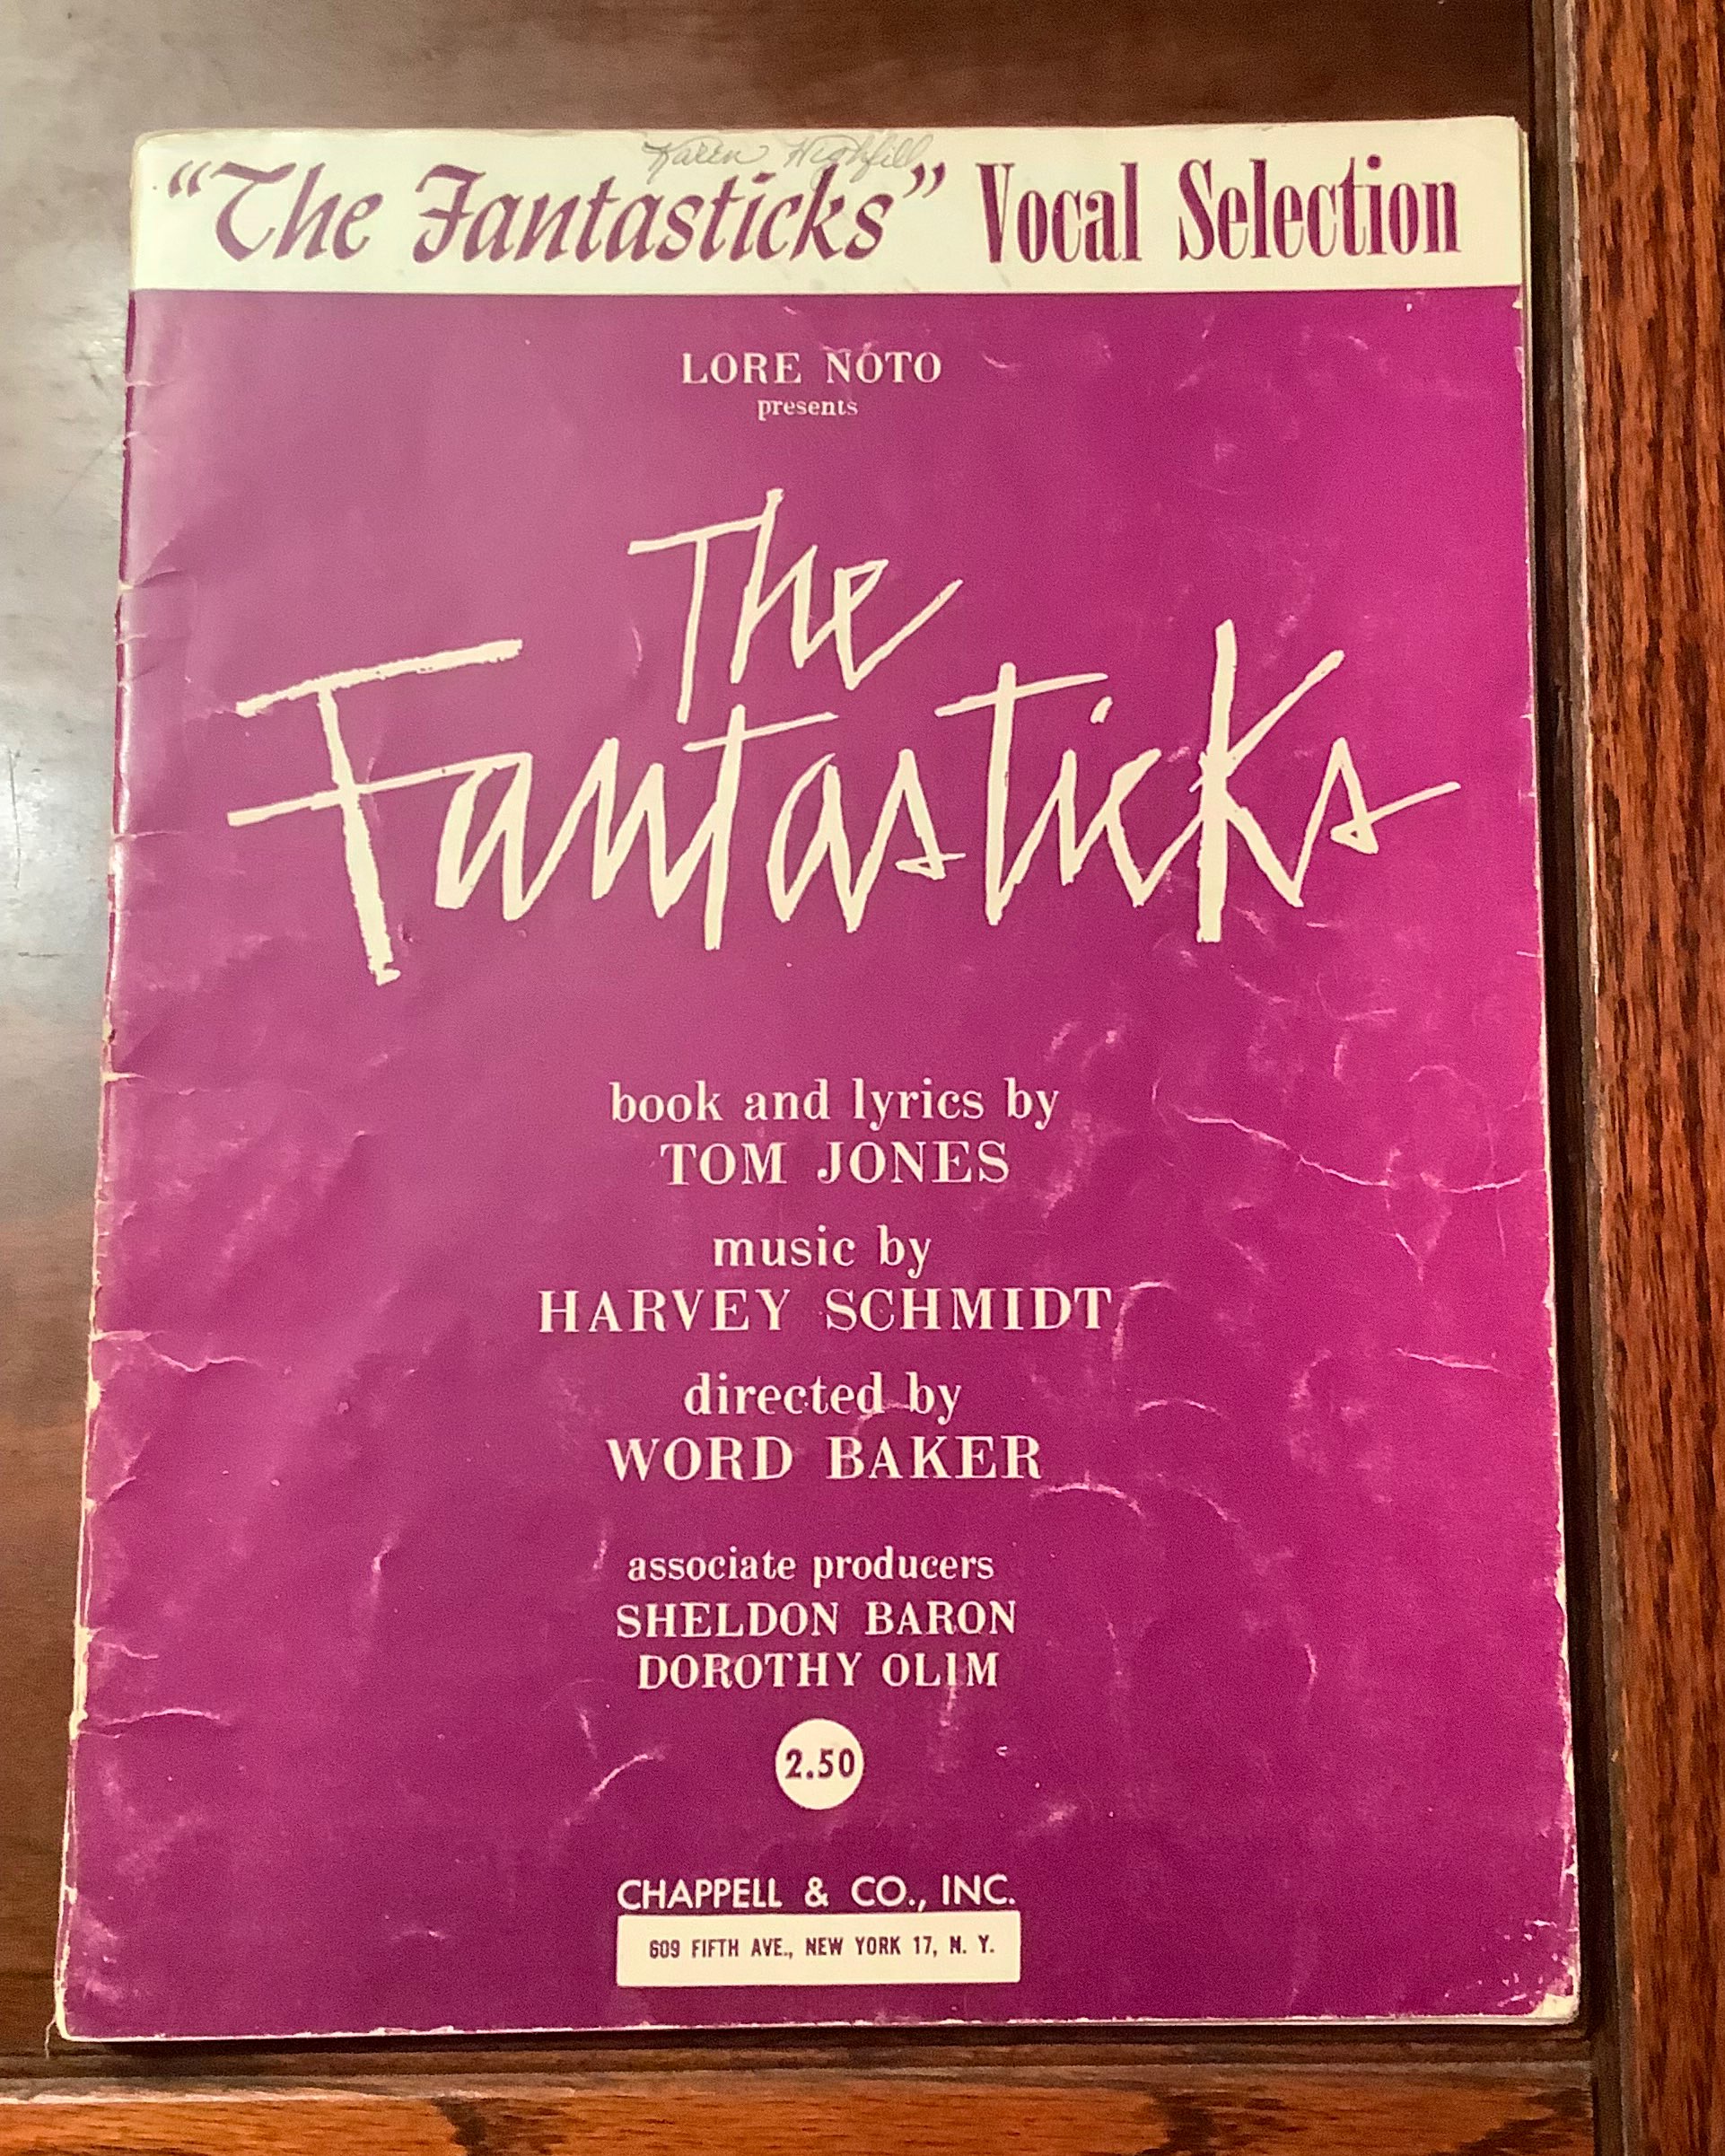 Karen Highfill
"The Fantasticks" Vocal Selection
LORE NOTO
presents
The
Fantasticks
book and lyrics by
TOM JONES
music by
HARVEY SCHMIDT
directed by
WORD BAKER
associate producers
SHELDON BARON
DOROTHY OLIM
2.50
CHAPPELL & CO., INC.
609 FIFTH AVE., NEW YORK 17, N. Y.